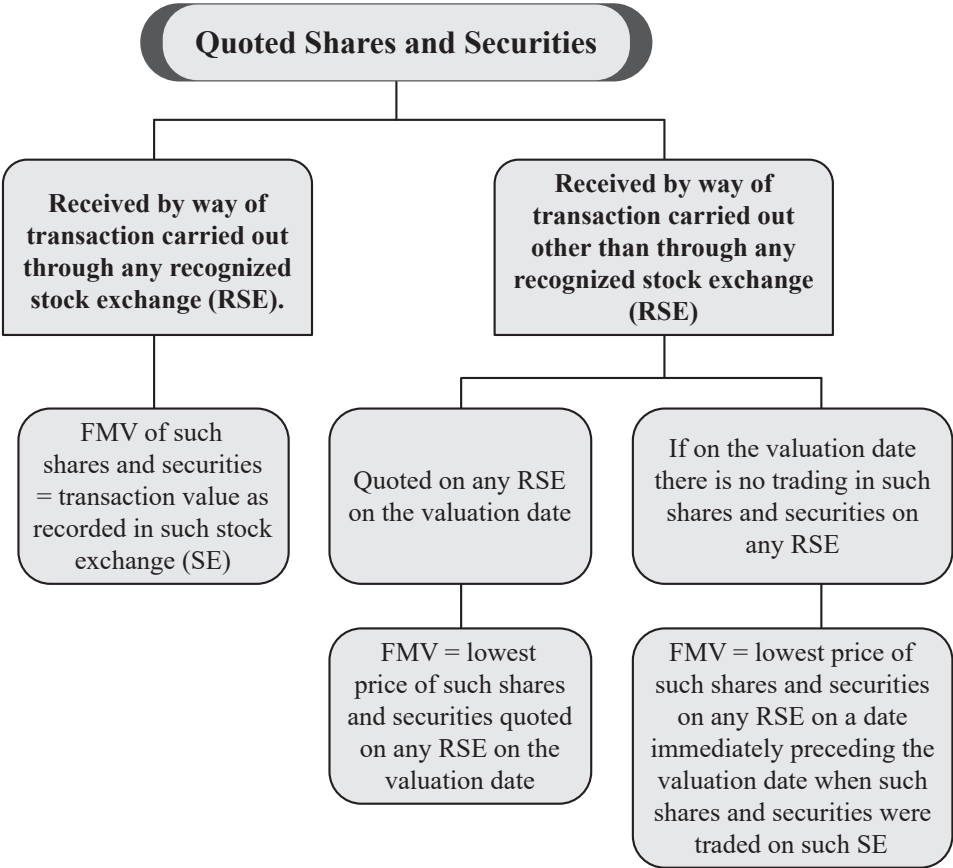 Quoted Shares and Securities
Received by way of
transaction carried out
through any recognized
stock exchange (RSE).
Received by way of
transaction carried out
other than through any
recognized stock exchange
(RSE)
FMV of such
shares and securities
= transaction value as
recorded in such stock
exchange (SE)
Quoted on any RSE
on the valuation date
If on the valuation date
there is no trading in such
shares and securities on
any RSE
FMV = lowest
price of such shares
and securities quoted
on any RSE on the
valuation date
FMV = lowest price of
such shares and securities
on any RSE on a date
immediately preceding the
valuation date when such
shares and securities were
traded on such SE